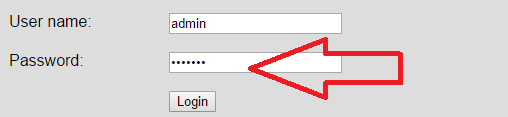 User name: admin
Password: •••••••
Login